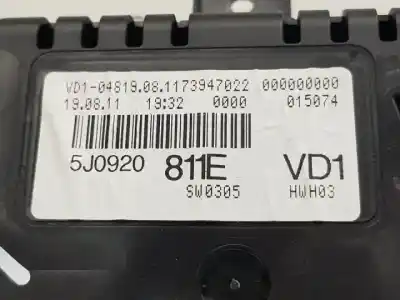 VD1-04819.08.1173947022 000000000
19.08.11 19:32 0000 015074
5J0920 811E VD1
SW0305 HWH03